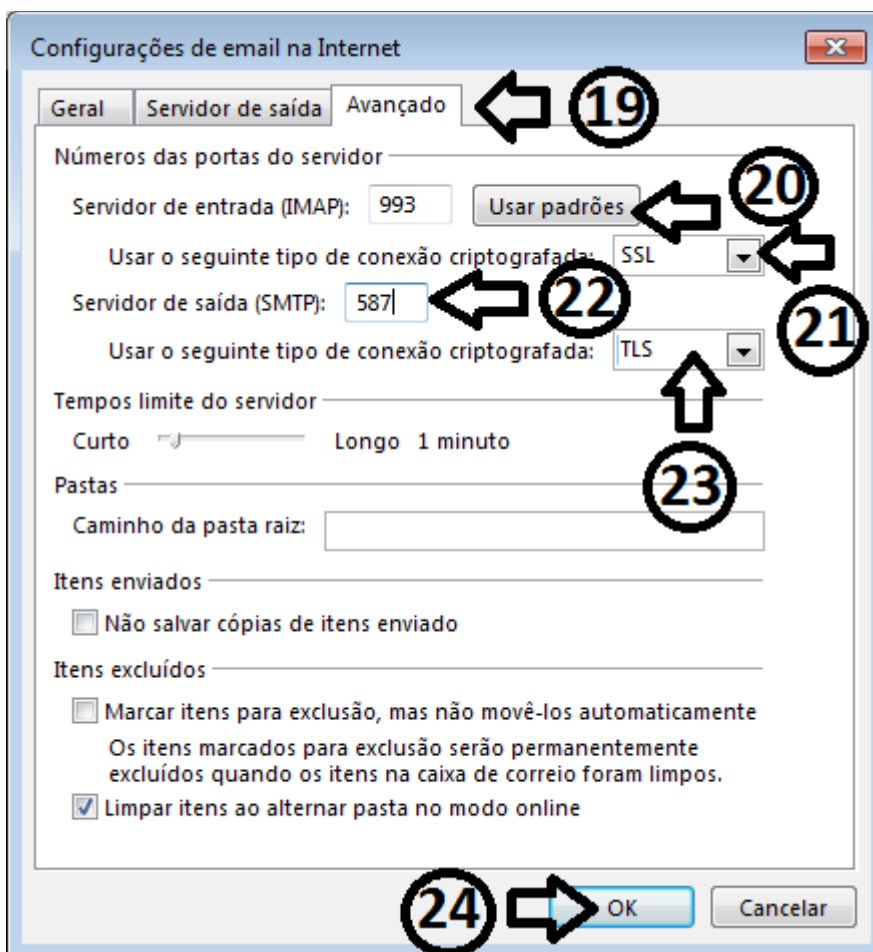 Configurações de email na Internet
Geral Servidor de saída Avançado 19
Números das portas do servidor
20
Servidor de entrada (IMAP): 993 Usar padrões
Usar o seguinte tipo de conexão criptografada: SSL
Servidor de saída (SMTP): 587 22
21
Usar o seguinte tipo de conexão criptografada: TLS
Tempos limite do servidor
Curto Longo 1 minuto
23
Pastas
Caminho da pasta raiz:
Itens enviados
Não salvar cópias de itens enviado
Itens excluídos
Marcar itens para exclusão, mas não movê-los automaticamente
Os itens marcados para exclusão serão permanentemente
excluídos quando os itens na caixa de correio foram limpos.
Limpar itens ao alternar pasta no modo online
24 OK Cancelar